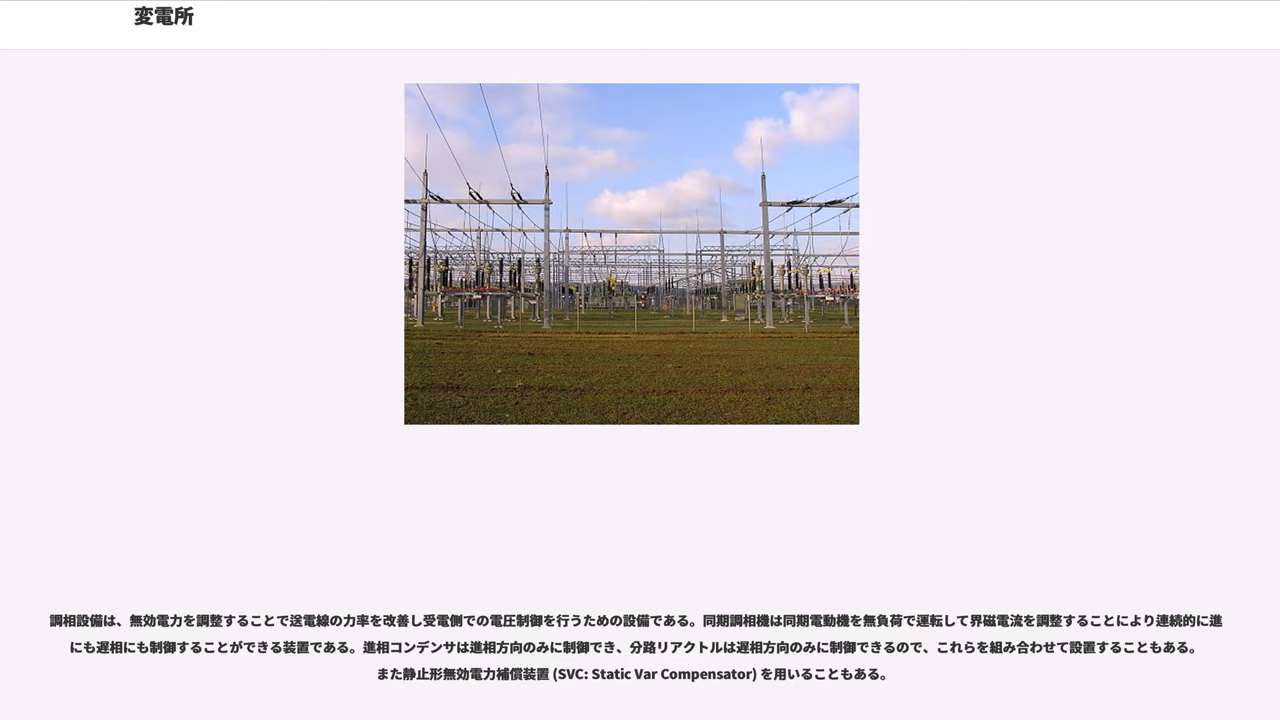 変電所
調相設備は、無効電力を調整することで送電線の力率を改善し受電側での電圧制御を行うための設備である。同期調相機は同期電動機を無負荷で運転して界磁電流を調整することにより連続的に進
にも遅相にも制御することができる装置である。進相コンデンサは進相方向のみに制御でき、分路リアクトルは遅相方向のみに制御できるので、これらを組み合わせて設置することもある。
また静止形無効電力補償装置 (SVC: Static Var Compensator) を用いることもある。